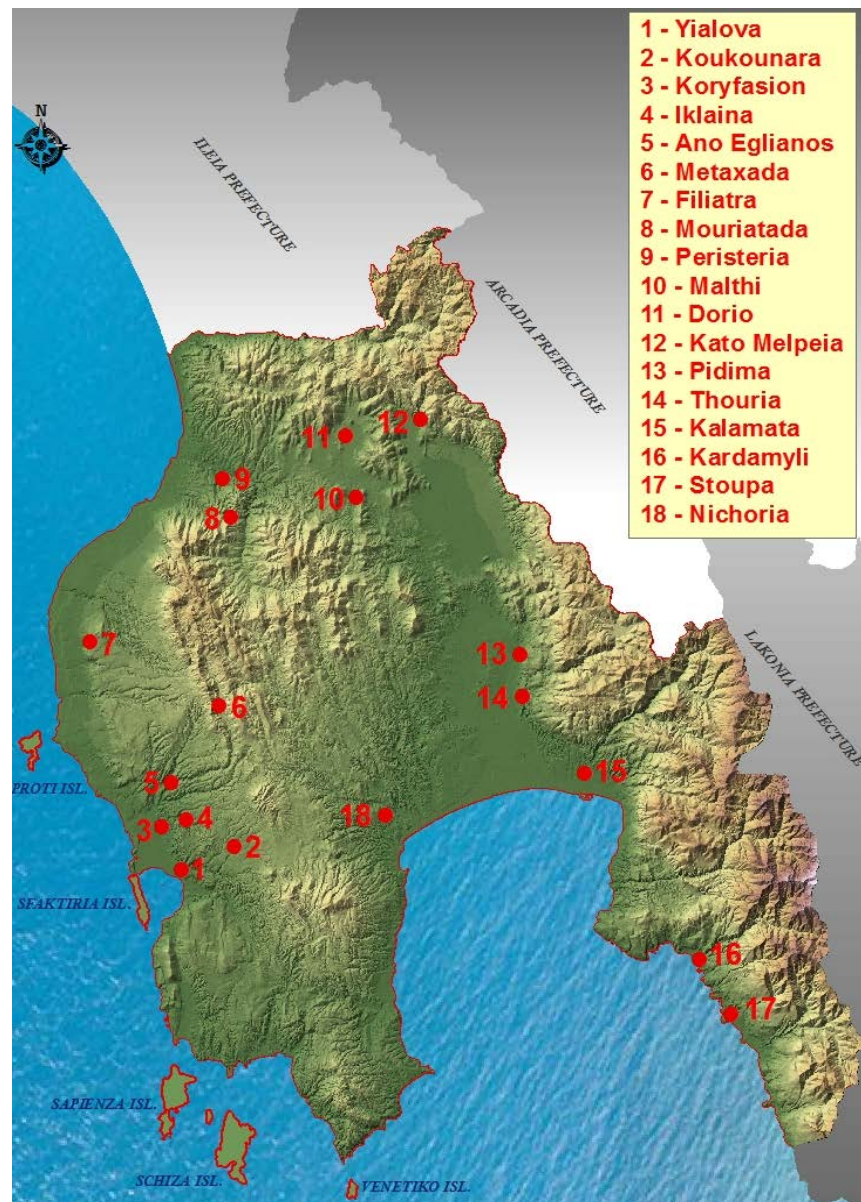 1 - Yialova
2 - Koukounara
3 - Koryfasion
4 - Iklaina
5 - Ano Eglianos
6 - Metaxada
7 - Filiatra
8 - Mouriatada
9 - Peristeria
10 - Malthi
11 - Dorio
12 - Kato Melpeia
13 - Pidima
14 - Thouria
15 - Kalamata
16 - Kardamyli
17 - Stoupa
18 - Nichoria
N
ILEIA PREFECTURE
ARCADIA PREFECTURE
LAKONIA PREFECTURE
12
11
9
10
8
7
13
14
6
15
5
PROTI ISL.
18
4
3
2
1
SFAKTIRIA ISL.
16
17
SAPIENZA ISL.
SCHIZA ISL.
VENETIKO ISL.